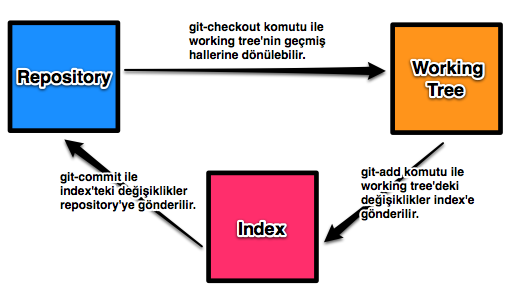 git-checkout komutu ile
working tree'nin geçmiş
hallerine dönülebilir.
Repository
Working
Tree
git-commit ile
index'teki değişiklikler
repository'ye gönderilir.
git-add komutu ile
working tree'deki
değişiklikler index'e
gönderilir.
Index